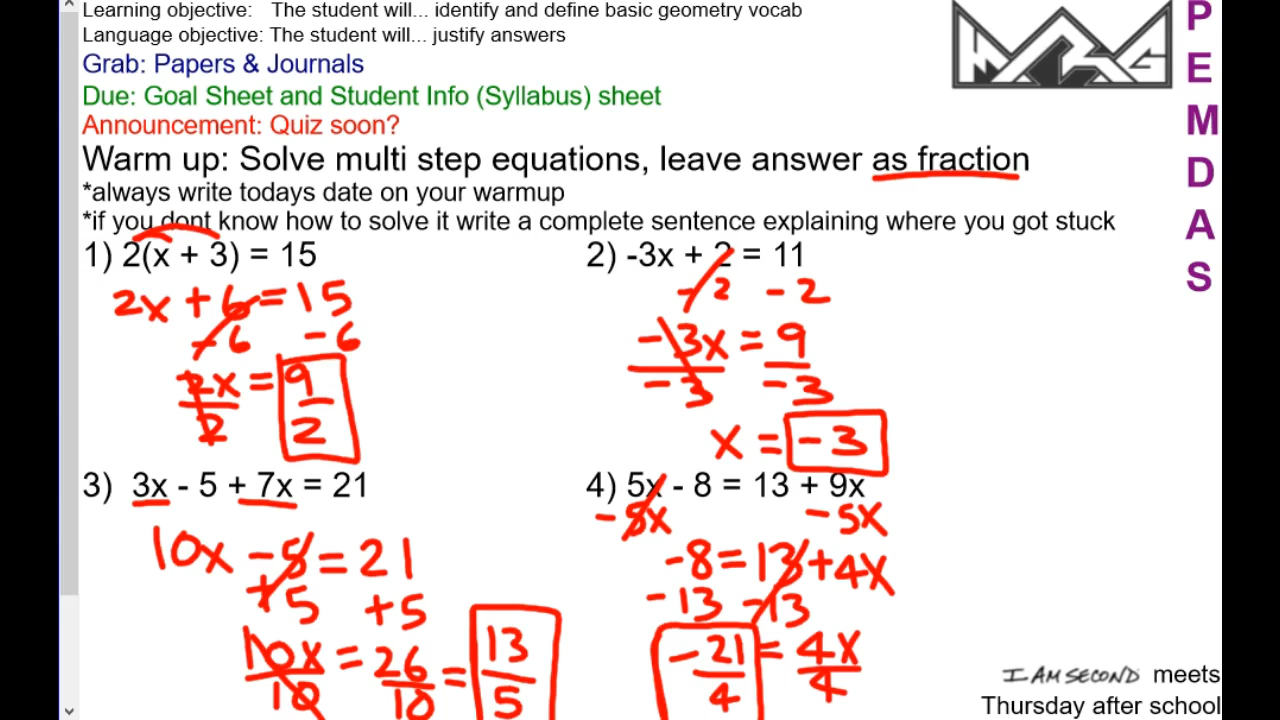 Learning objective: The student will... identify and define basic geometry vocab
Language objective: The student will... justify answers
Grab: Papers & Journals
Due: Goal Sheet and Student Info (Syllabus) sheet
Announcement: Quiz soon?
Warm up: Solve multi step equations, leave answer as fraction
*always write todays date on your warmup
*if you dont know how to solve it write a complete sentence explaining where you got stuck
1) 2(x + 3) = 15
2x + 6 = 15
-6 -6
2x = 9
2 2
2) -3x + 2 = 11
-2 -2
-3x = 9
-3 -3
x = -3
3) 3x - 5 + 7x = 21
10x - 5 = 21
+5 +5
10x = 26 = 13
10 10 5
4) 5x - 8 = 13 + 9x
-5x -5x
-8 = 13 + 4x
-13 -13
-21 = 4x
4 4
P
E
M
D
A
S
I AM SECOND meets
Thursday after school